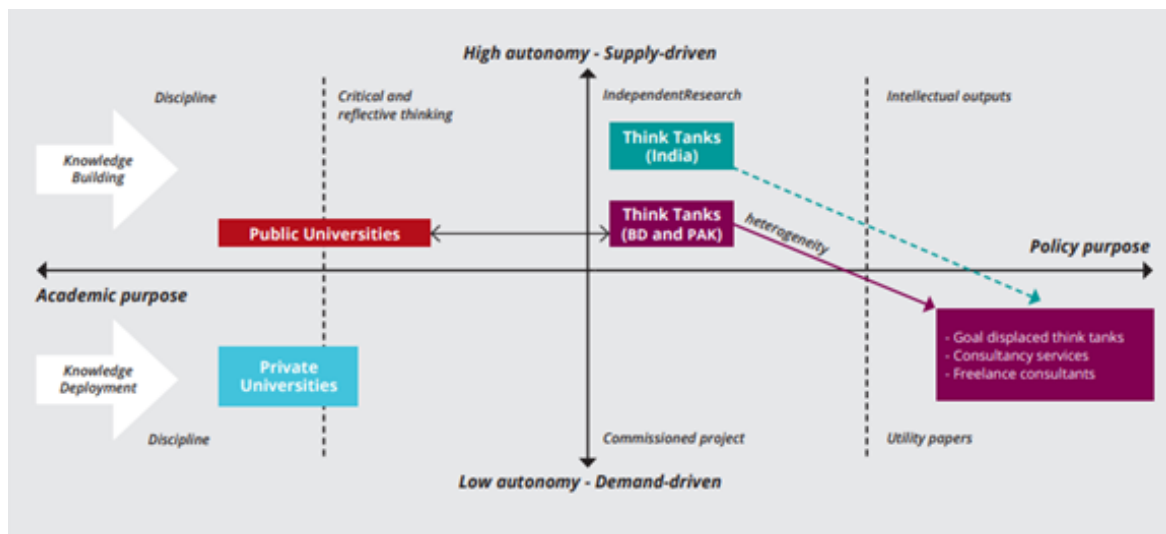 High autonomy - Supply-driven
Discipline
Critical and
reflective thinking
IndependentResearch
Intellectual outputs
Knowledge
Building
Think Tanks
(India)
Public Universities
Think Tanks
(BD and PAK)
heterogeneity
Policy purpose
Academic purpose
Knowledge
Deployment
Private
Universities
- Goal displaced think tanks
- Consultancy services
- Freelance consultants
Discipline
Commissioned project
Utility papers
Low autonomy - Demand-driven